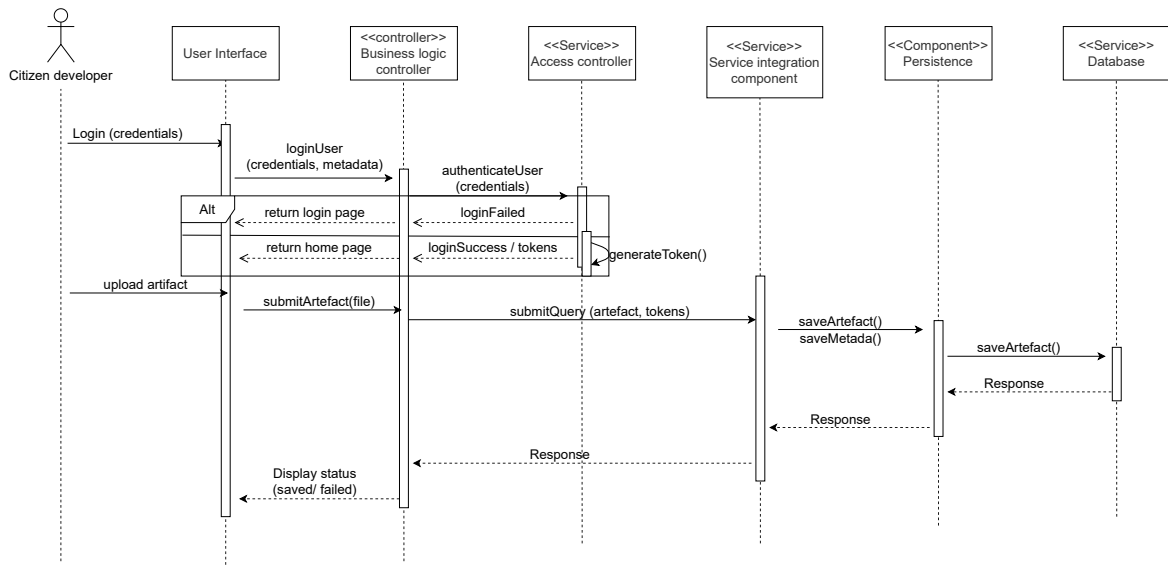 Citizen developer
User Interface
<<controller>>
Business logic
controller
<<Service>>
Access controller
<<Service>>
Service integration
component
<<Component>>
Persistence
<<Service>>
Database
Login (credentials)
loginUser
(credentials, metadata)
authenticateUser
(credentials)
Alt
return login page
loginFailed
return home page
loginSuccess / tokens
generateToken()
upload artifact
submitArtefact(file)
submitQuery (artefact, tokens)
saveArtefact()
saveMetada()
saveArtefact()
Response
Response
Response
Display status
(saved/ failed)